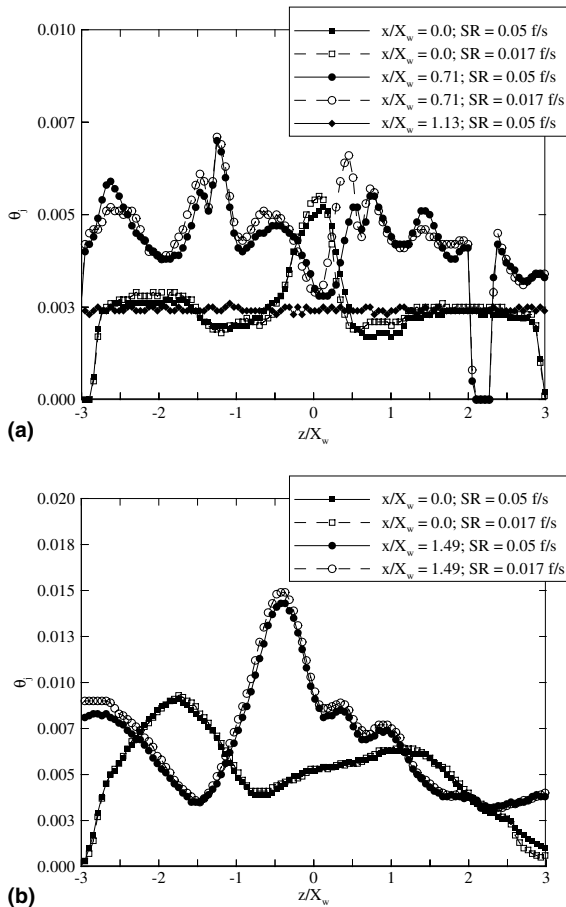 0.010
0.007
0.005
0.003
0.000
θj
-3 -2 -1 0 1 2 3
z/Xw
x/Xw = 0.0; SR = 0.05 f/s
x/Xw = 0.0; SR = 0.017 f/s
x/Xw = 0.71; SR = 0.05 f/s
x/Xw = 0.71; SR = 0.017 f/s
x/Xw = 1.13; SR = 0.05 f/s
(a)
0.020
0.018
0.015
0.013
0.010
0.007
0.005
0.003
0.000
θj
-3 -2 -1 0 1 2 3
z/Xw
x/Xw = 0.0; SR = 0.05 f/s
x/Xw = 0.0; SR = 0.017 f/s
x/Xw = 1.49; SR = 0.05 f/s
x/Xw = 1.49; SR = 0.017 f/s
(b)